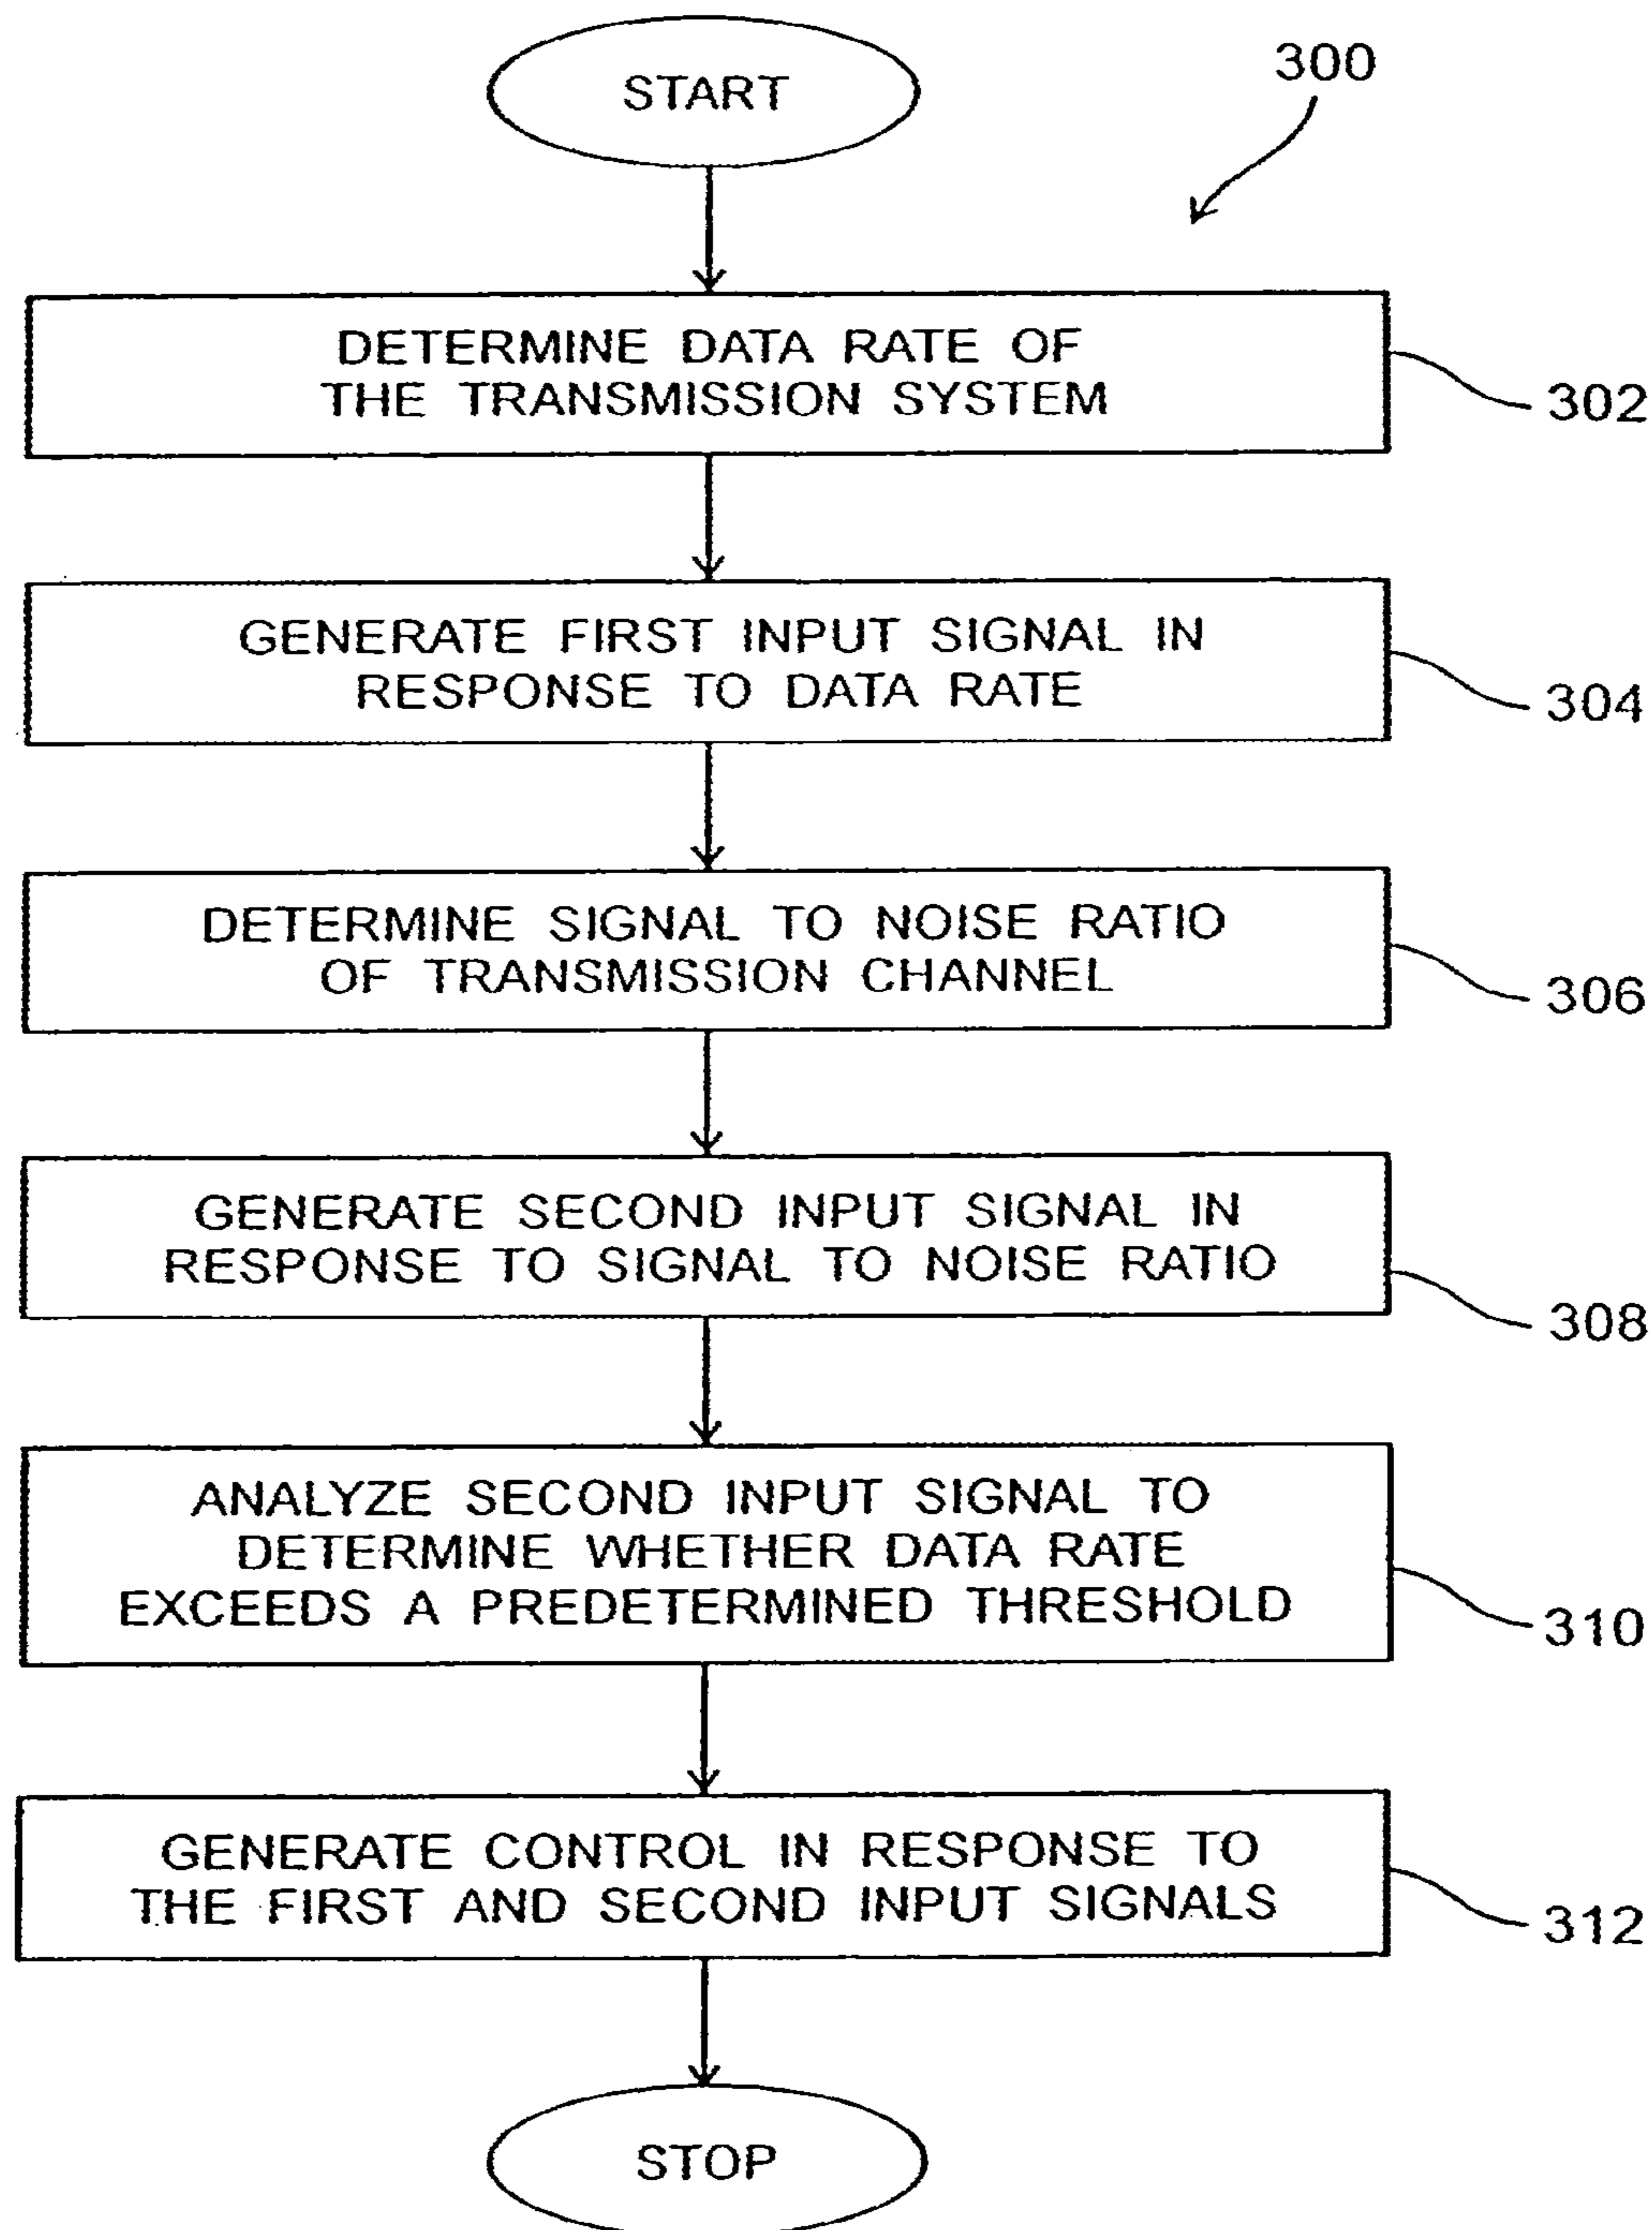 START
300
DETERMINE DATA RATE OF
THE TRANSMISSION SYSTEM
302
GENERATE FIRST INPUT SIGNAL IN
RESPONSE TO DATA RATE
304
DETERMINE SIGNAL TO NOISE RATIO
OF TRANSMISSION CHANNEL
306
GENERATE SECOND INPUT SIGNAL IN
RESPONSE TO SIGNAL TO NOISE RATIO
308
ANALYZE SECOND INPUT SIGNAL TO
DETERMINE WHETHER DATA RATE
EXCEEDS A PREDETERMINED THRESHOLD
310
GENERATE CONTROL IN RESPONSE TO
THE FIRST AND SECOND INPUT SIGNALS
312
STOP